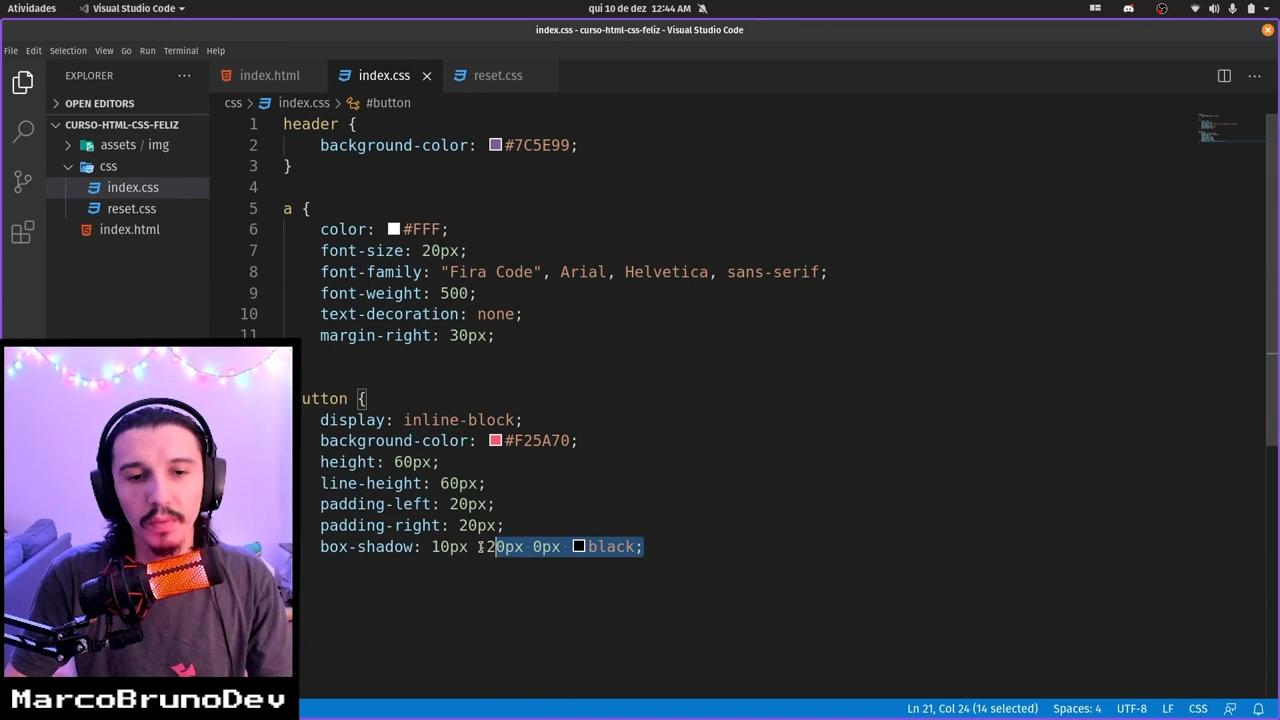 Atividades
Visual Studio Code
qui 10 de dez 12:44 AM
index.css - curso-html-css-feliz - Visual Studio Code
File Edit Selection View Go Run Terminal Help
EXPLORER
index.html
index.css
reset.css
OPEN EDITORS
css > index.css > #button
CURSO-HTML-CSS-FELIZ
assets / img
css
index.css
reset.css
index.html
1 header {
2 background-color: #7C5E99;
3 }
4
5 a {
6 color: #FFF;
7 font-size: 20px;
8 font-family: "Fira Code", Arial, Helvetica, sans-serif;
9 font-weight: 500;
10 text-decoration: none;
11 margin-right: 30px;
utton {
display: inline-block;
background-color: #F25A70;
height: 60px;
line-height: 60px;
padding-left: 20px;
padding-right: 20px;
box-shadow: 10px 20px 0px black;
MarcoBrunoDev
Ln 21, Col 24 (14 selected)
Spaces: 4
UTF-8
LF
CSS